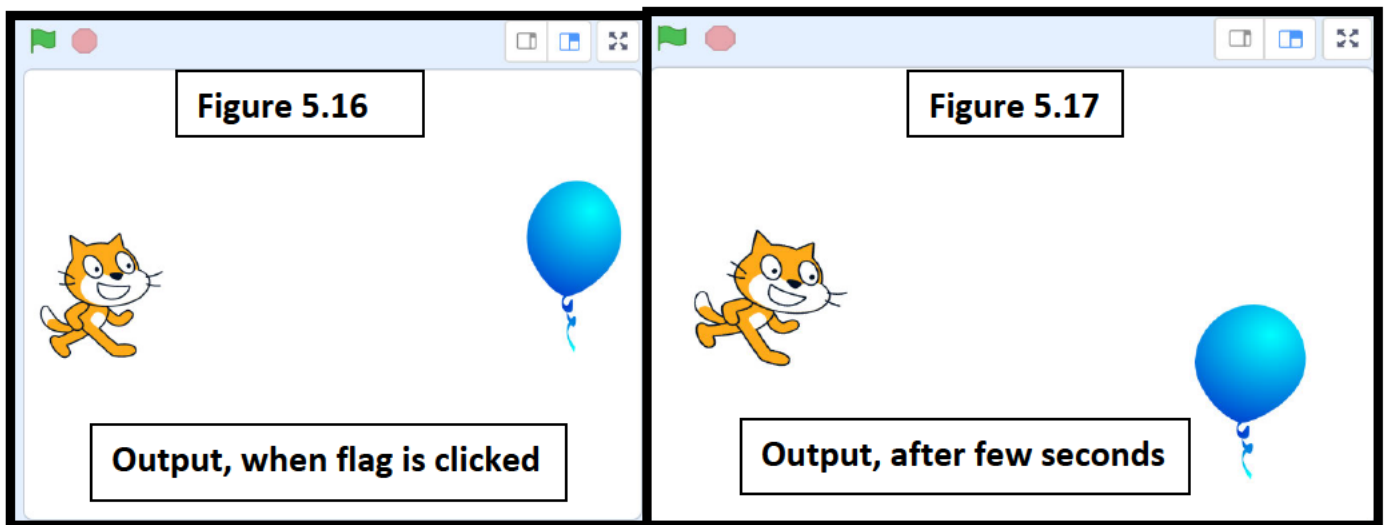 Figure 5.16
Output, when flag is clicked
Figure 5.17
Output, after few seconds